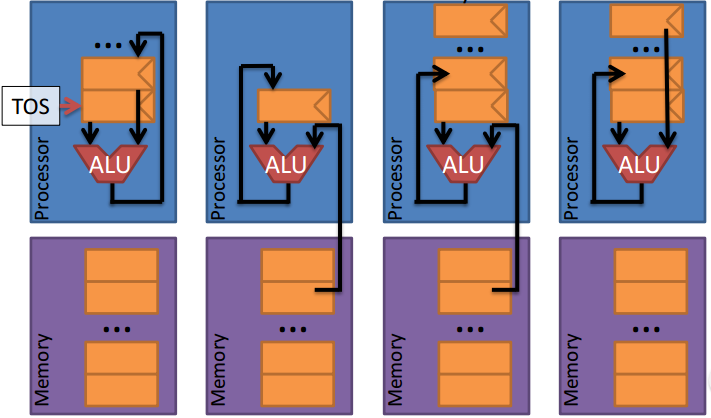 TOS
...
ALU
Processor
...
Memory
ALU
Processor
...
Memory
...
ALU
Processor
...
Memory
...
ALU
Processor
...
Memory